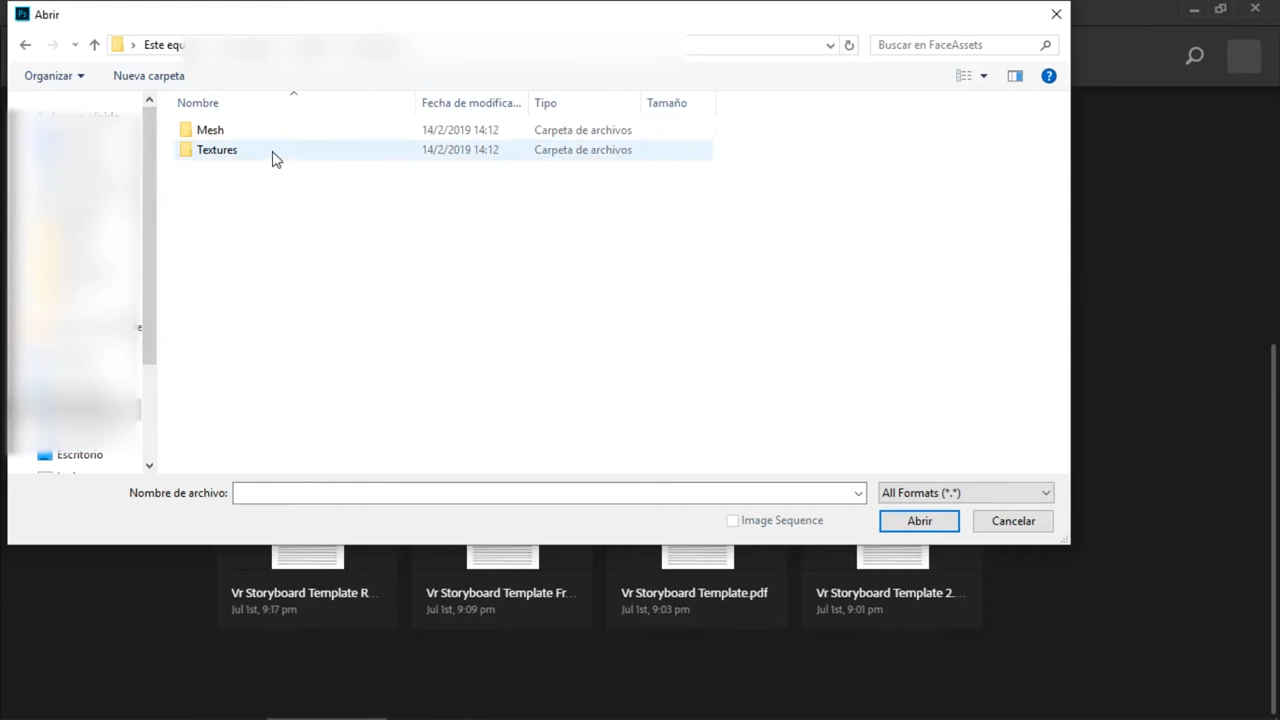 Ps Abrir
Este equ
Buscar en FaceAssets
Organizar
Nueva carpeta
?
Nombre Fecha de modifica... Tipo Tamaño
Mesh 14/2/2019 14:12 Carpeta de archivos
Textures 14/2/2019 14:12 Carpeta de archivos
Escritorio
Nombre de archivo:
All Formats (*.*)
Image Sequence
Abrir
Cancelar
Vr Storyboard Template R...
Jul 1st, 9:17 pm
Vr Storyboard Template Fr...
Jul 1st, 9:09 pm
Vr Storyboard Template.pdf
Jul 1st, 9:03 pm
Vr Storyboard Template 2....
Jul 1st, 9:01 pm